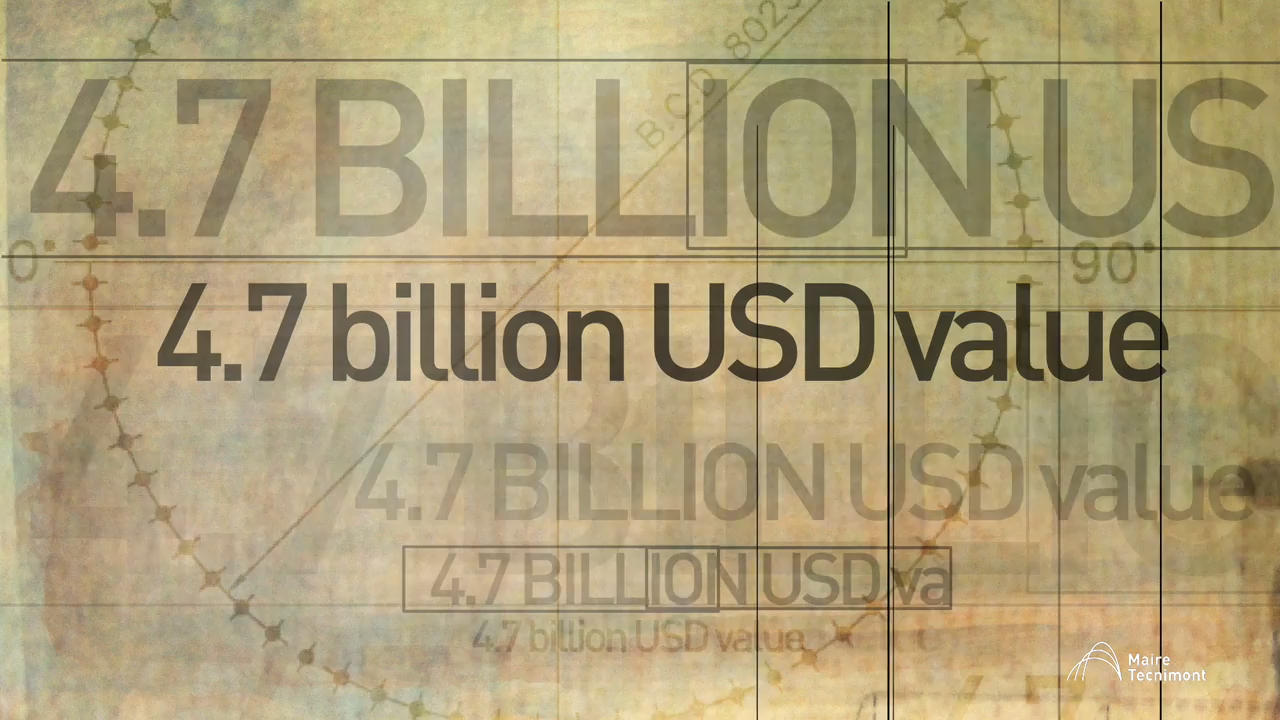 B.C.D 8025
4.7 BILLION US
0°
90°
4.7 billion USD value
4.7 BILLION USD value
4.7 BILLION USD va
4.7 billion USD value
Maire
Tecnimont